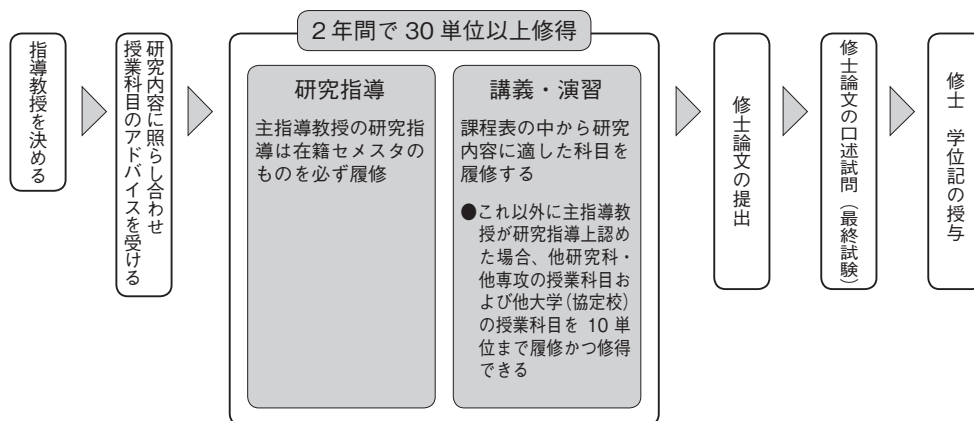 指導教授を決める
研究内容に照らし合わせ
授業科目のアドバイスを受ける
2年間で30単位以上修得
研究指導
主指導教授の研究指
導は在籍セメスタの
ものを必ず履修
講義・演習
課程表の中から研究
内容に適した科目を
履修する
●これ以外に主指導教
授が研究指導上認め
た場合、他研究科・
他専攻の授業科目お
よび他大学(協定校)
の授業科目を 10 単
位まで履修かつ修得
できる
修士論文の提出
修士論文の口述試問（最終試験）
修士　学位記の授与